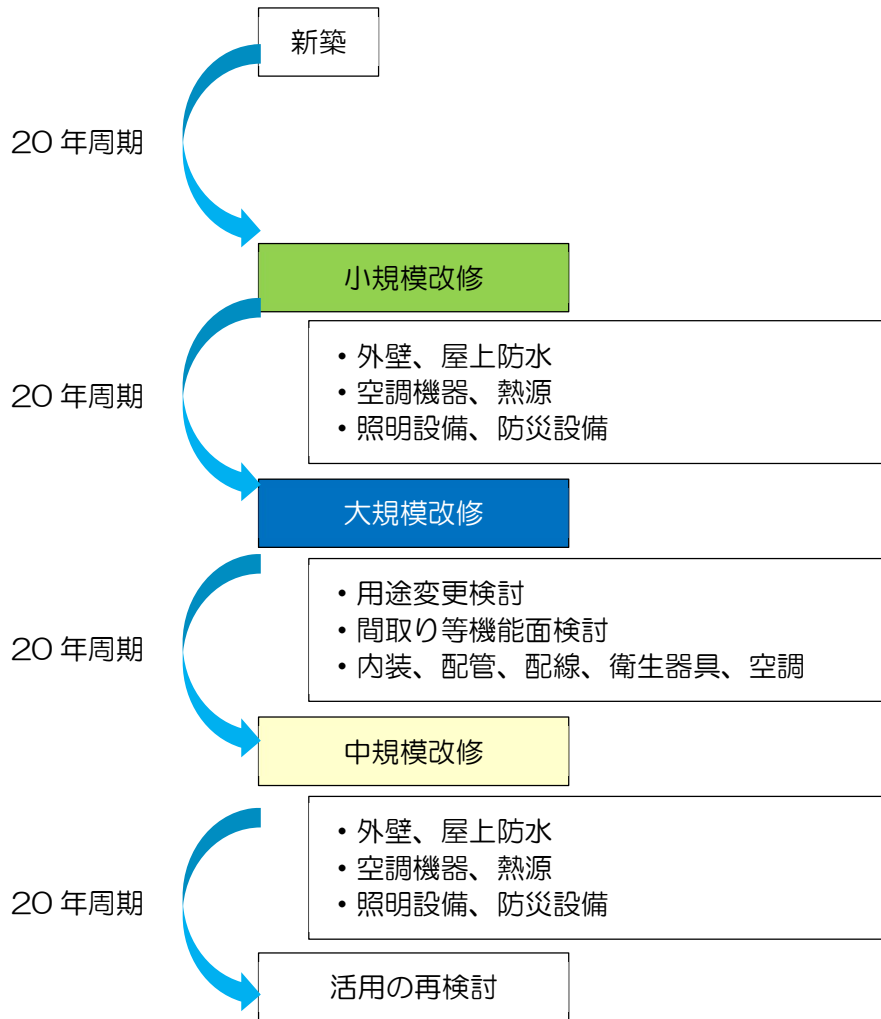 新築
20 年周期
小規模改修
・外壁、屋上防水
・空調機器、熱源
・照明設備、防災設備
20 年周期
大規模改修
・用途変更検討
・間取り等機能面検討
・内装、配管、配線、衛生器具、空調
20 年周期
中規模改修
・外壁、屋上防水
・空調機器、熱源
・照明設備、防災設備
20 年周期
活用の再検討